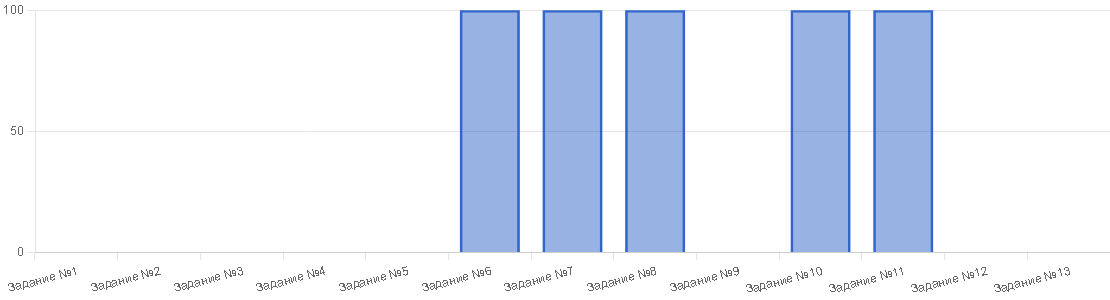 100
50
0
Задание №1
Задание №2
Задание №3
Задание №4
Задание №5
Задание №6
Задание №7
Задание №8
Задание №9
Задание №10
Задание №11
Задание №12
Задание №13